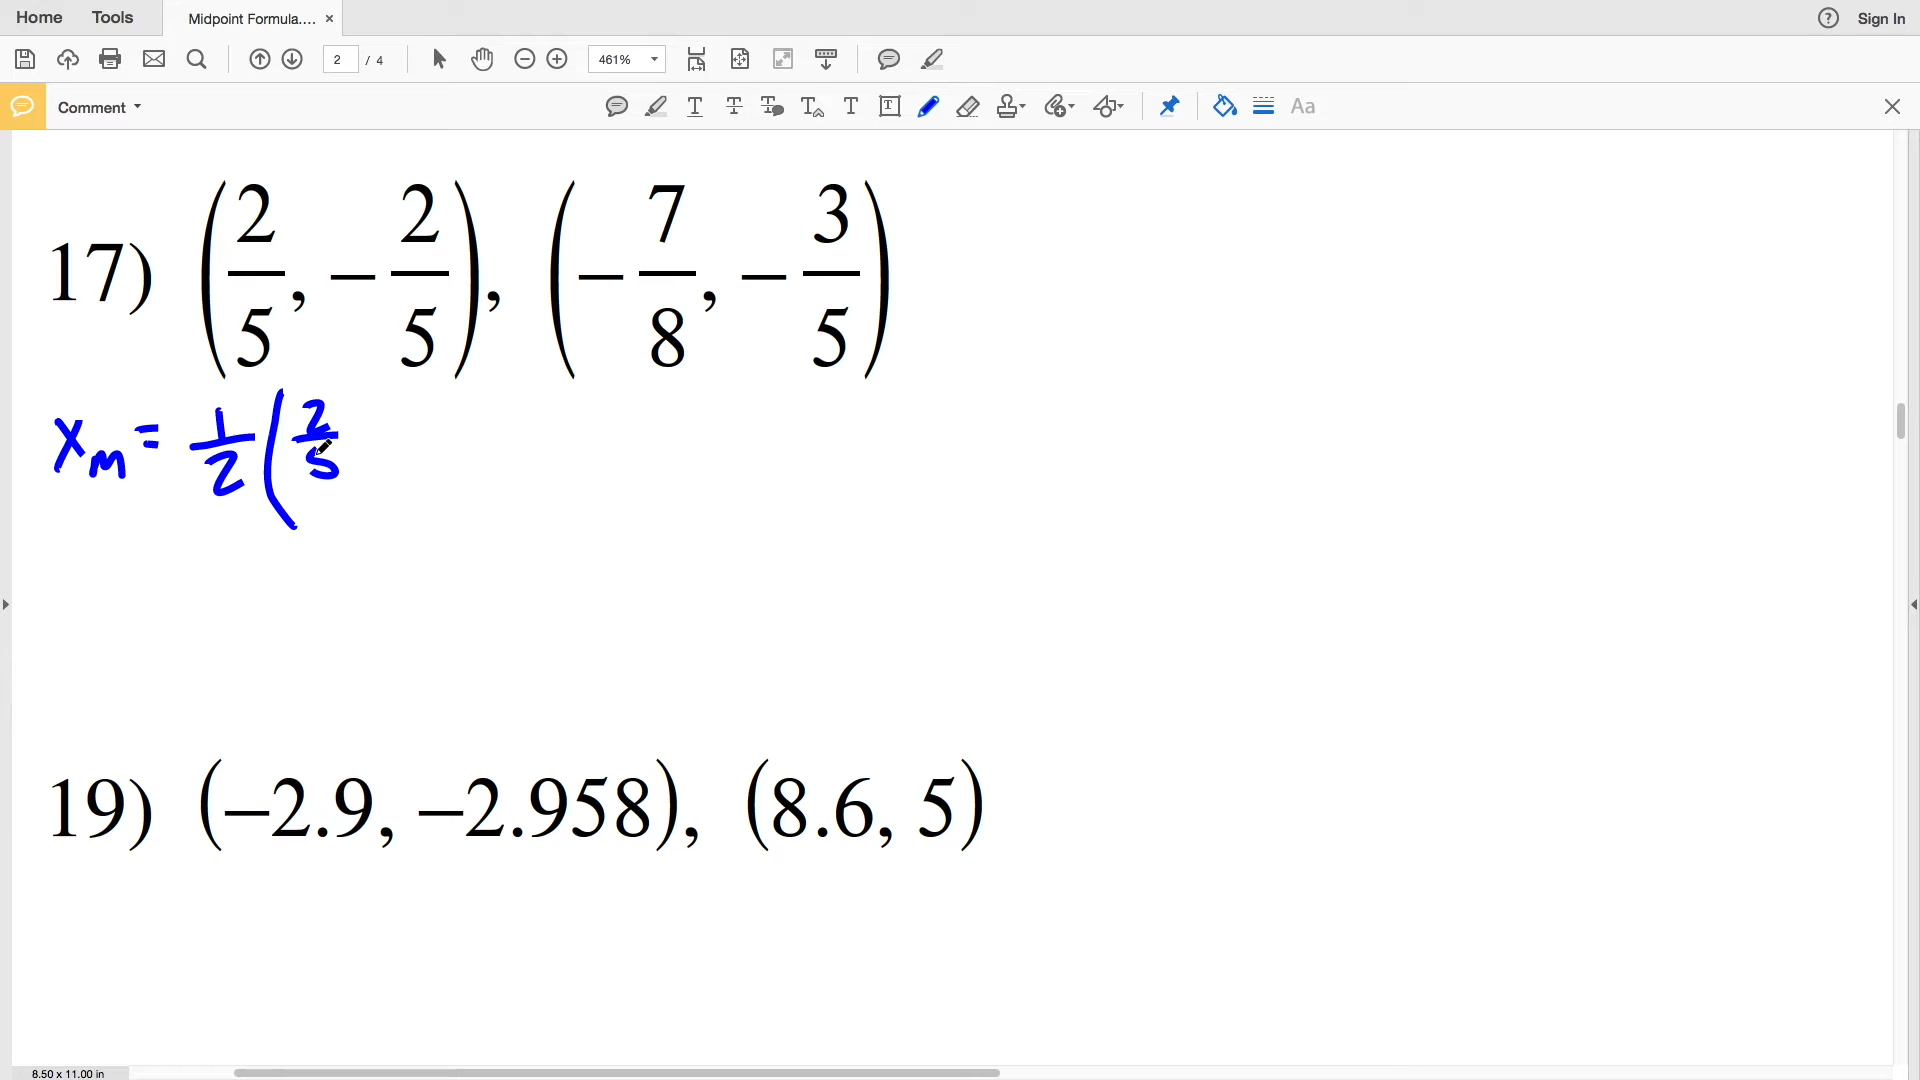 Home Tools Midpoint Formula.... × ? Sign In
2 / 4 461%
Comment T T T T T T Aa
17) (2/5, −2/5), (−7/8, −3/5)
x_m = 1/2 (2/5
19) (−2.9, −2.958), (8.6, 5)
8.50 x 11.00 in